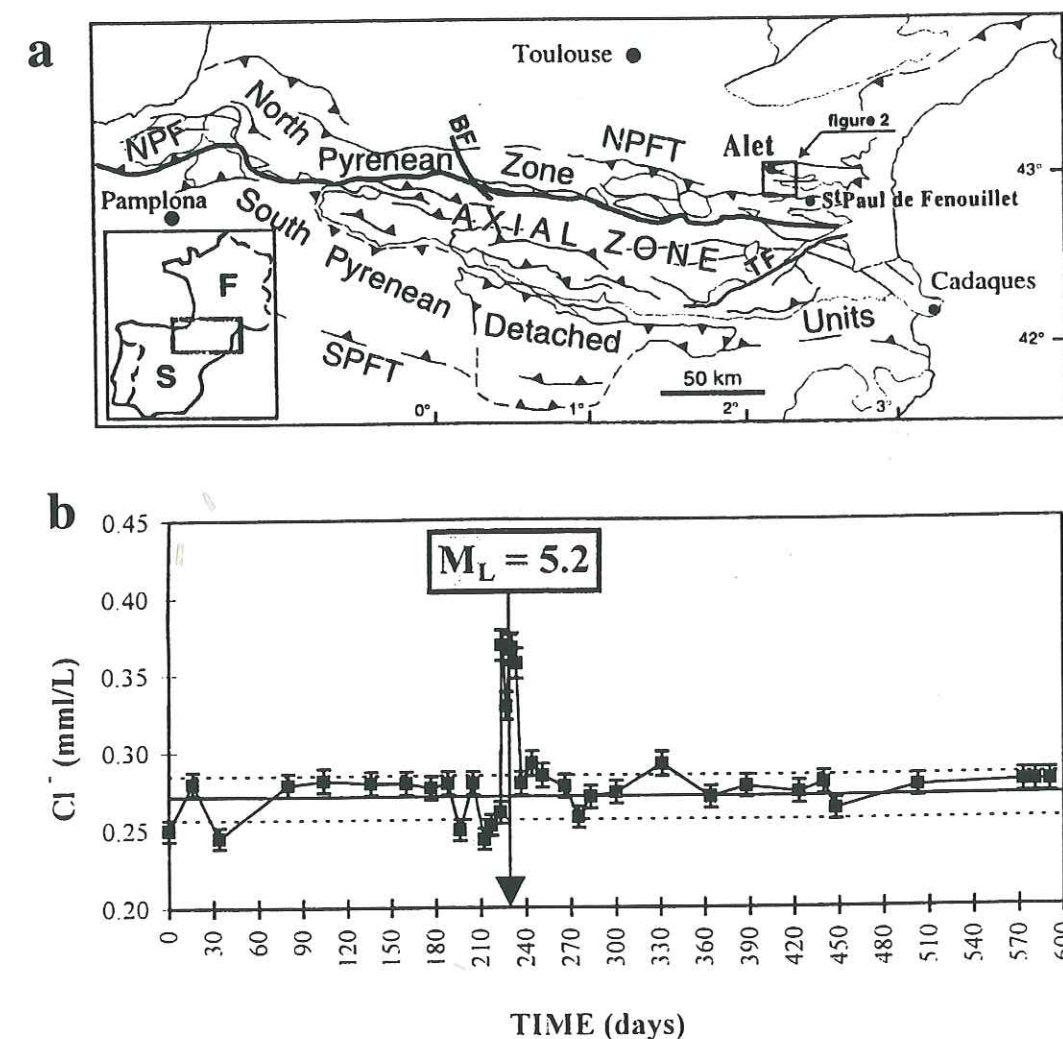 a
Toulouse
North
BF
NPFT
figure 2
Alet
NPF
Pyrenean
Zone
43°
Pamplona
St Paul de Fenouillet
South
AXIAL ZONE
TF
Pyrenean
Cadaques
F
Detached
Units
42°
S
SPFT
50 km
0°
1°
2°
3°
b
0.45
0.40
0.35
0.30
0.25
0.20
Cl⁻ (mml/L)
M_L = 5.2
0
30
60
90
120
150
180
210
240
270
300
330
360
390
420
450
480
510
540
570
600
TIME (days)